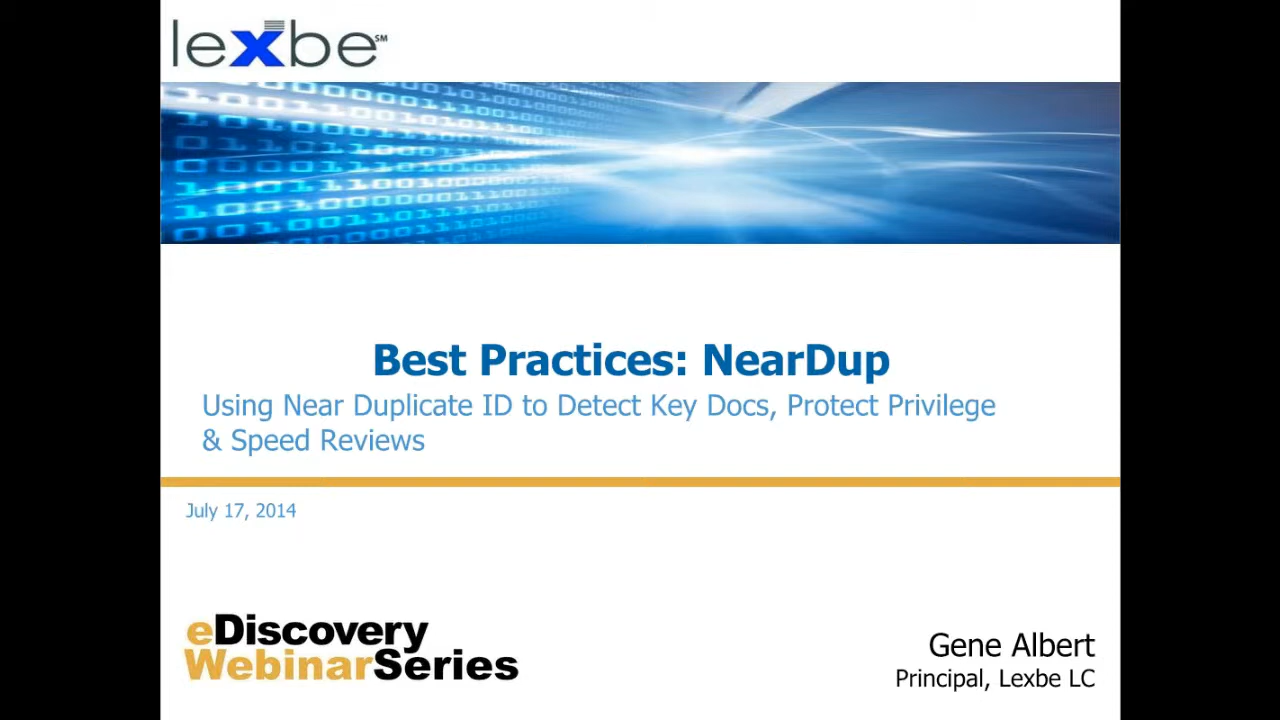 lexbe℠
Best Practices: NearDup
Using Near Duplicate ID to Detect Key Docs, Protect Privilege
& Speed Reviews
July 17, 2014
eDiscovery
WebinarSeries
Gene Albert
Principal, Lexbe LC